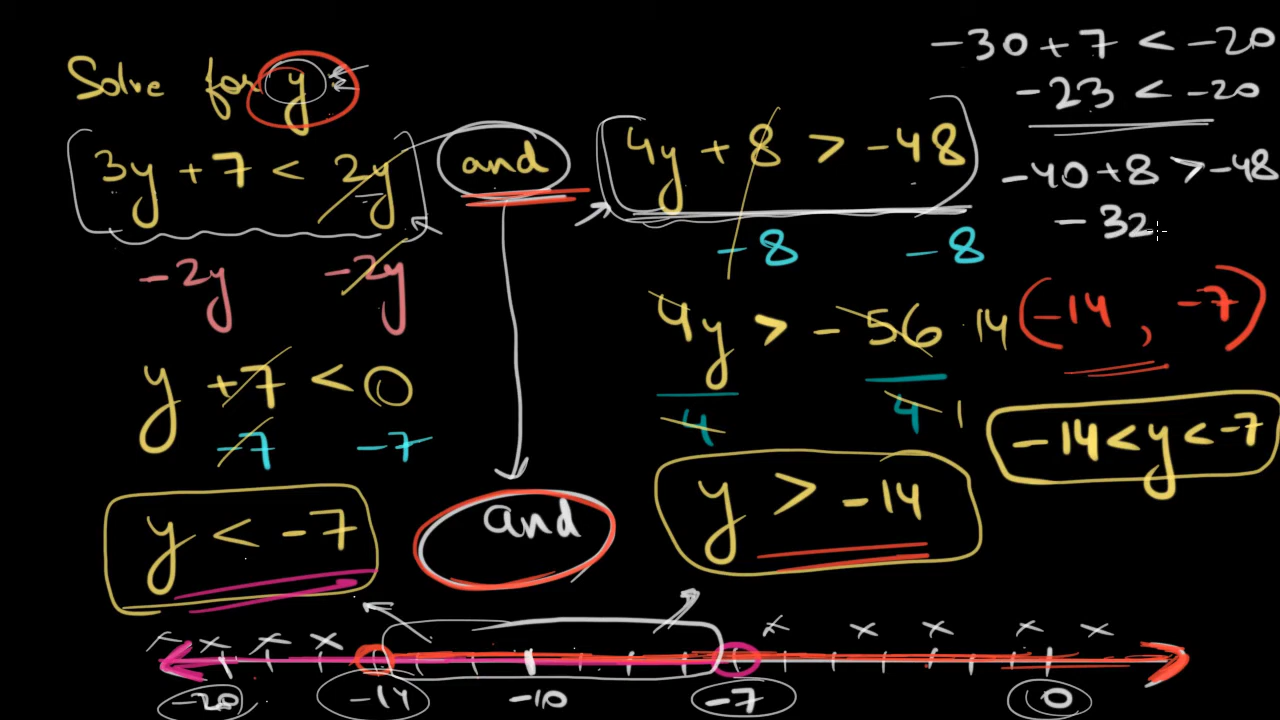 Solve for y
3y + 7 < 2y and 4y + 8 > -48
-2y -2y -8 -8
y + 7 < 0 4y > -56 14
-7 -7 4 4 1
y < -7 and y > -14
-30 + 7 < -20
-23 < -20
-40 + 8 > -48
-32
(-14 , -7)
-14 < y < -7
-20 -14 -10 -7 0